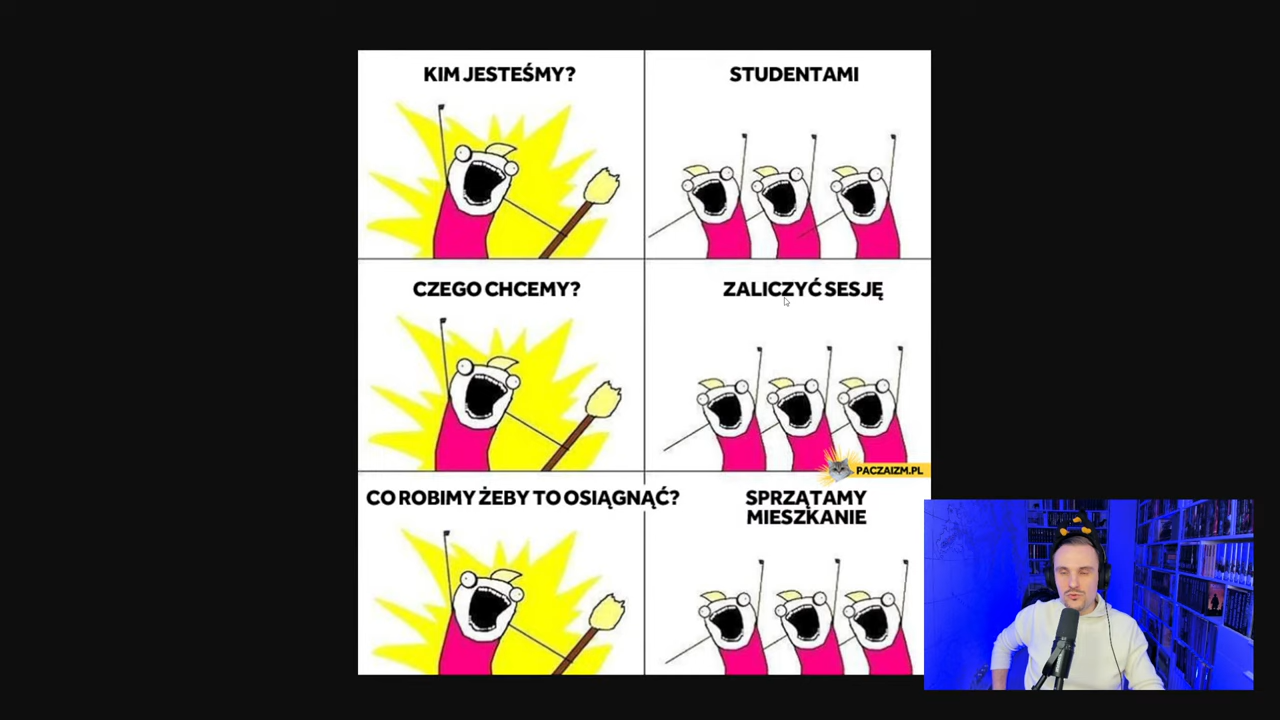 KIM JESTEŚMY?
STUDENTAMI
CZEGO CHCEMY?
ZALICZYĆ SESJĘ
PACZAIZM.PL
CO ROBIMY ŻEBY TO OSIĄGNĄĆ?
SPRZĄTAMY
MIESZKANIE